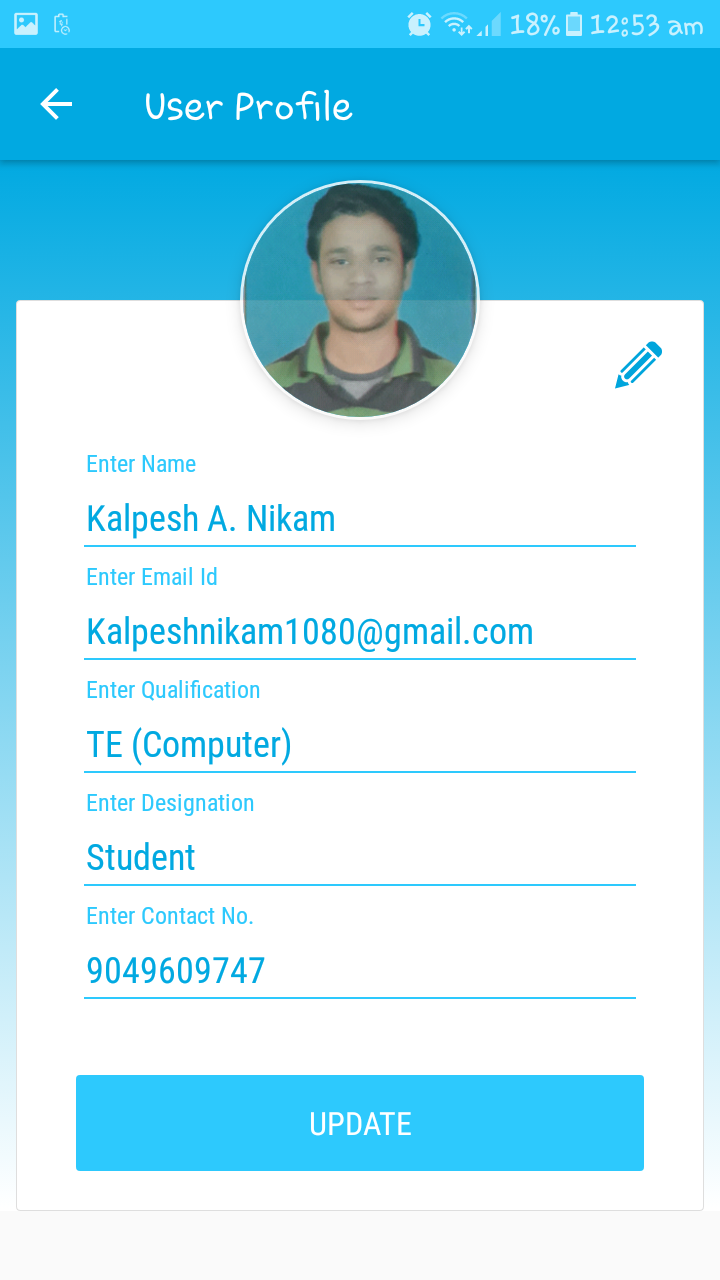 18% 12:53 am
User Profile
Enter Name
Kalpesh A. Nikam
Enter Email Id
Kalpeshnikam1080@gmail.com
Enter Qualification
TE (Computer)
Enter Designation
Student
Enter Contact No.
9049609747
UPDATE